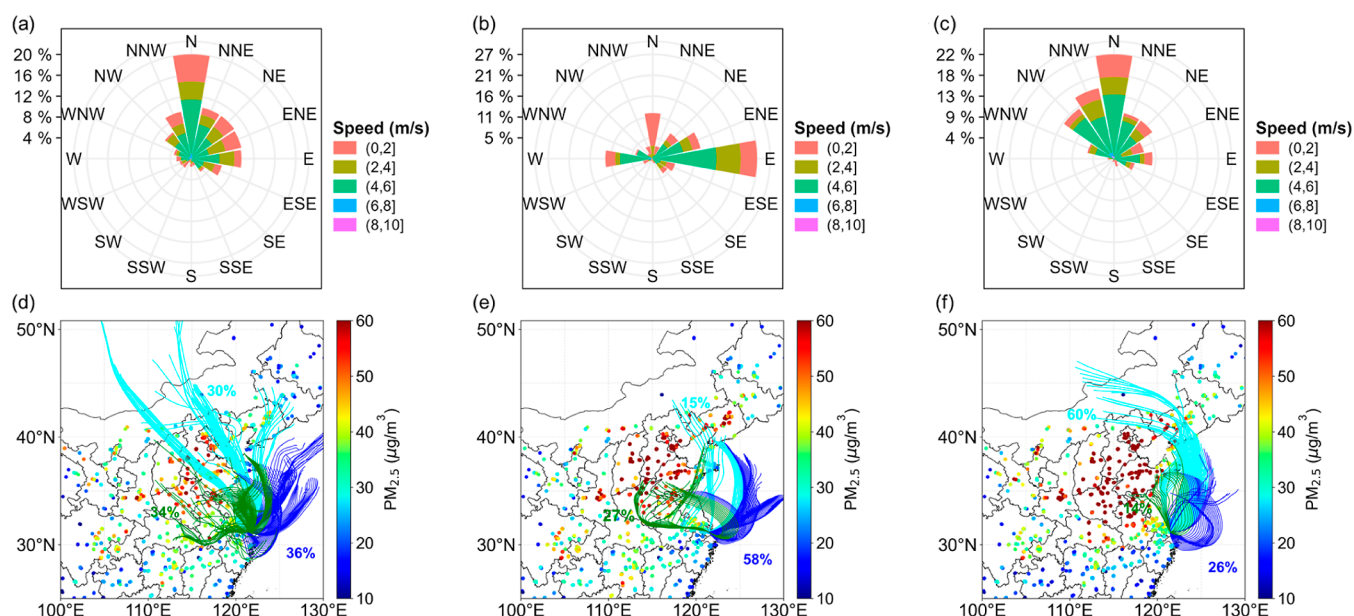 (a)
N
NNE
NE
ENE
E
ESE
SE
SSE
S
SSW
SW
WSW
W
WNW
NW
NNW
20 %
16 %
12 %
8 %
4 %
Speed (m/s)
(0,2]
(2,4]
(4,6]
(6,8]
(8,10]
(b)
N
NNE
NE
ENE
E
ESE
SE
SSE
S
SSW
SW
WSW
W
WNW
NW
NNW
27 %
21 %
16 %
11 %
5 %
Speed (m/s)
(0,2]
(2,4]
(4,6]
(6,8]
(8,10]
(c)
N
NNE
NE
ENE
E
ESE
SE
SSE
S
SSW
SW
WSW
W
WNW
NW
NNW
22 %
18 %
13 %
9 %
4 %
Speed (m/s)
(0,2]
(2,4]
(4,6]
(6,8]
(8,10]
(d)
50°N
40°N
30°N
100°E
110°E
120°E
130°E
30%
34%
36%
60
50
40
30
20
10
PM2.5 (μg/m3)
(e)
50°N
40°N
30°N
100°E
110°E
120°E
130°E
15%
27%
58%
60
50
40
30
20
10
PM2.5 (μg/m3)
(f)
50°N
40°N
30°N
100°E
110°E
120°E
130°E
60%
14%
26%
60
50
40
30
20
10
PM2.5 (μg/m3)